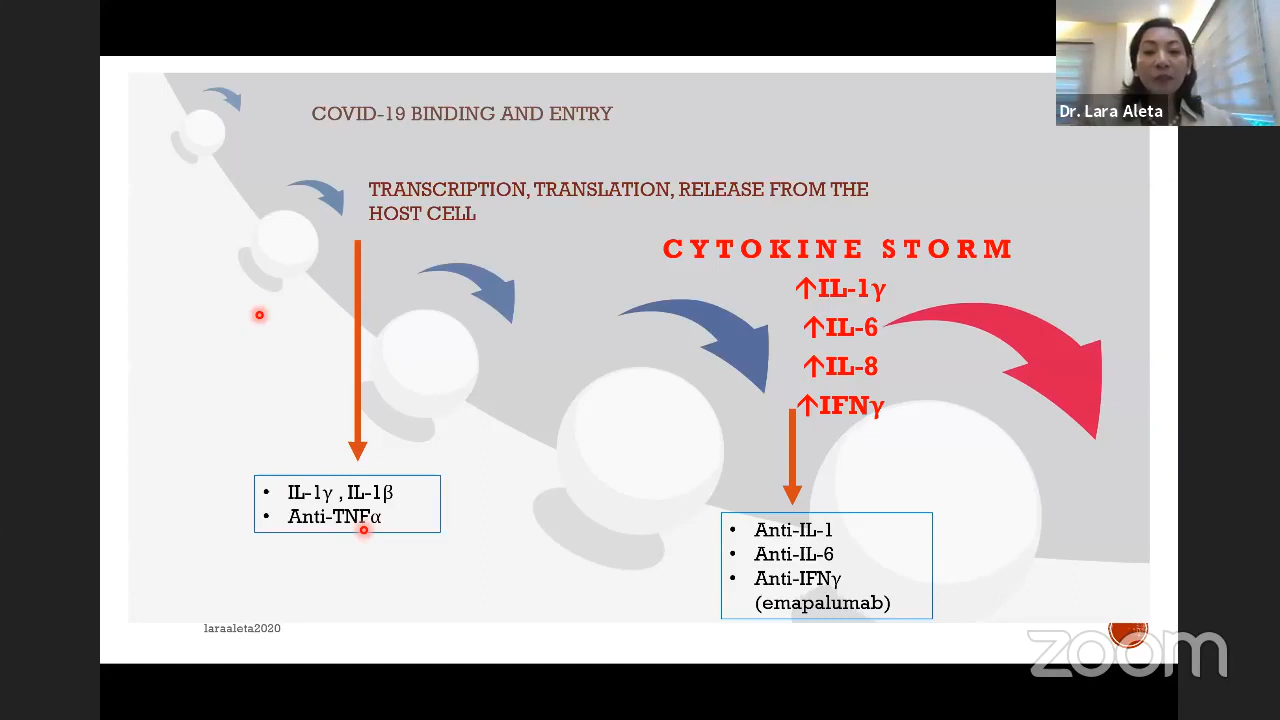 Dr. Lara Aleta
COVID-19 BINDING AND ENTRY
TRANSCRIPTION, TRANSLATION, RELEASE FROM THE
HOST CELL
CYTOKINE STORM
↑IL-1γ
↑IL-6
↑IL-8
↑IFNγ
• IL-1γ , IL-1β
• Anti-TNFα
• Anti-IL-1
• Anti-IL-6
• Anti-IFNγ
(emapalumab)
laraaleta2020
zoom